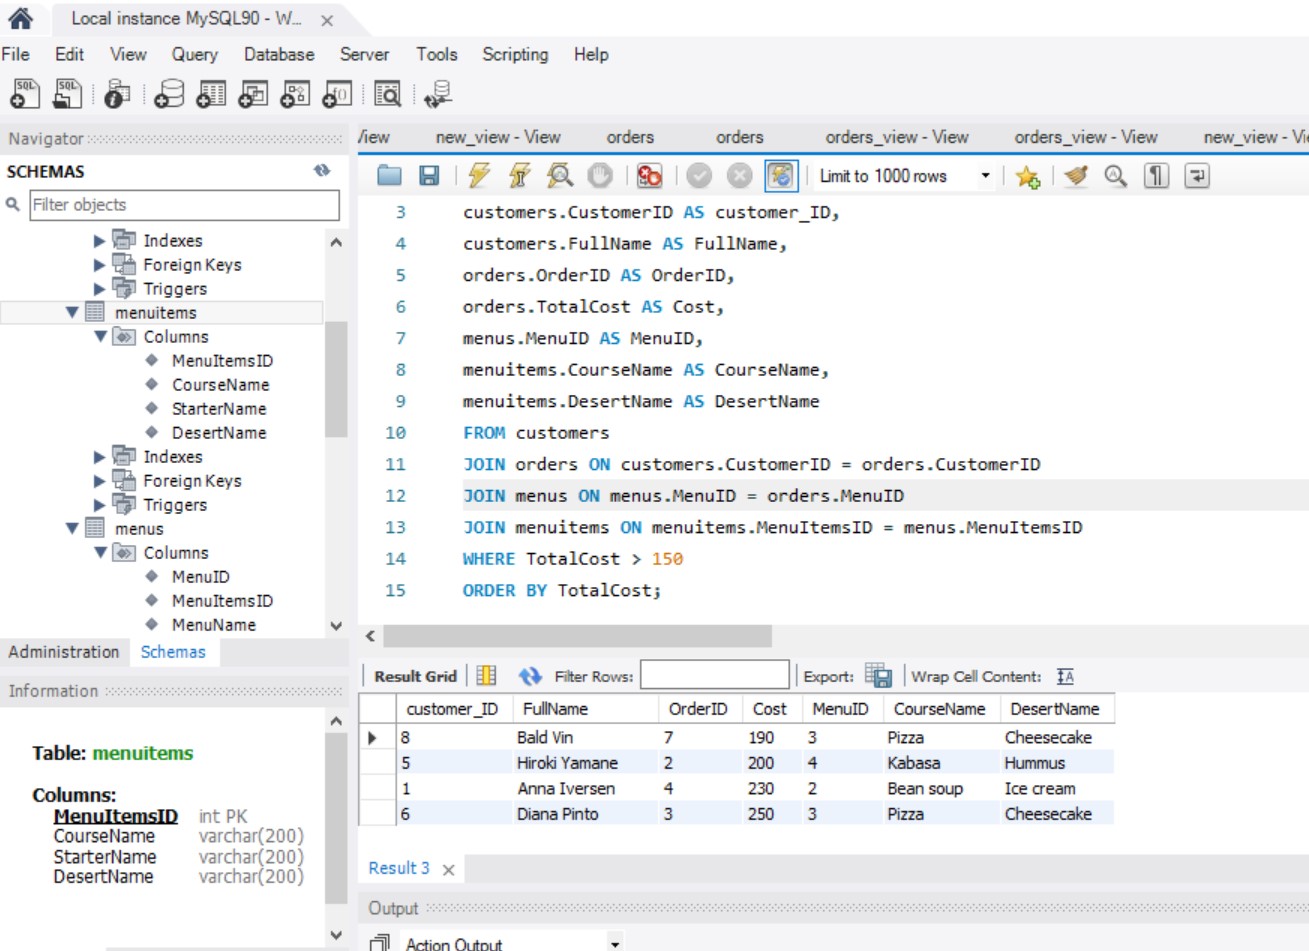 Local instance MySQL90 - W...
File Edit View Query Database Server Tools Scripting Help
Navigator
SCHEMAS
Filter objects
Indexes
Foreign Keys
Triggers
menuitems
Columns
MenuItemsID
CourseName
StarterName
DesertName
Indexes
Foreign Keys
Triggers
menus
Columns
MenuID
MenuItemsID
MenuName
Administration Schemas
Information
Table: menuitems
Columns:
MenuItemsID int PK
CourseName varchar(200)
StarterName varchar(200)
DesertName varchar(200)
View new_view - View orders orders orders_view - View orders_view - View new_view - Vi
Limit to 1000 rows
3 customers.CustomerID AS customer_ID,
4 customers.FullName AS FullName,
5 orders.OrderID AS OrderID,
6 orders.TotalCost AS Cost,
7 menus.MenuID AS MenuID,
8 menuitems.CourseName AS CourseName,
9 menuitems.DesertName AS DesertName
10 FROM customers
11 JOIN orders ON customers.CustomerID = orders.CustomerID
12 JOIN menus ON menus.MenuID = orders.MenuID
13 JOIN menuitems ON menuitems.MenuItemsID = menus.MenuItemsID
14 WHERE TotalCost > 150
15 ORDER BY TotalCost;
Result Grid Filter Rows: Export: Wrap Cell Content:
customer_ID FullName OrderID Cost MenuID CourseName DesertName
8 Bald Vin 7 190 3 Pizza Cheesecake
5 Hiroki Yamane 2 200 4 Kabasa Hummus
1 Anna Iversen 4 230 2 Bean soup Ice cream
6 Diana Pinto 3 250 3 Pizza Cheesecake
Result 3
Output
Action Output